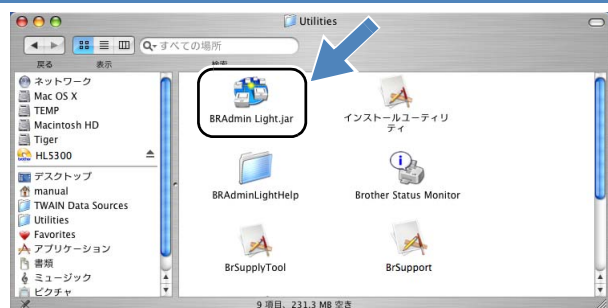 Utilities
すべての場所
戻る 表示 検索
ネットワーク
Mac OS X
TEMP
Macintosh HD
Tiger
HL5300
デスクトップ
manual
TWAIN Data Sources
Utilities
Favorites
アプリケーション
書類
ミュージック
ピクチャ
BRAdmin Light.jar
インストールユーティリ
ティ
BRAdminLightHelp
Brother Status Monitor
BrSupplyTool
BrSupport
9 項目、231.3 MB 空き